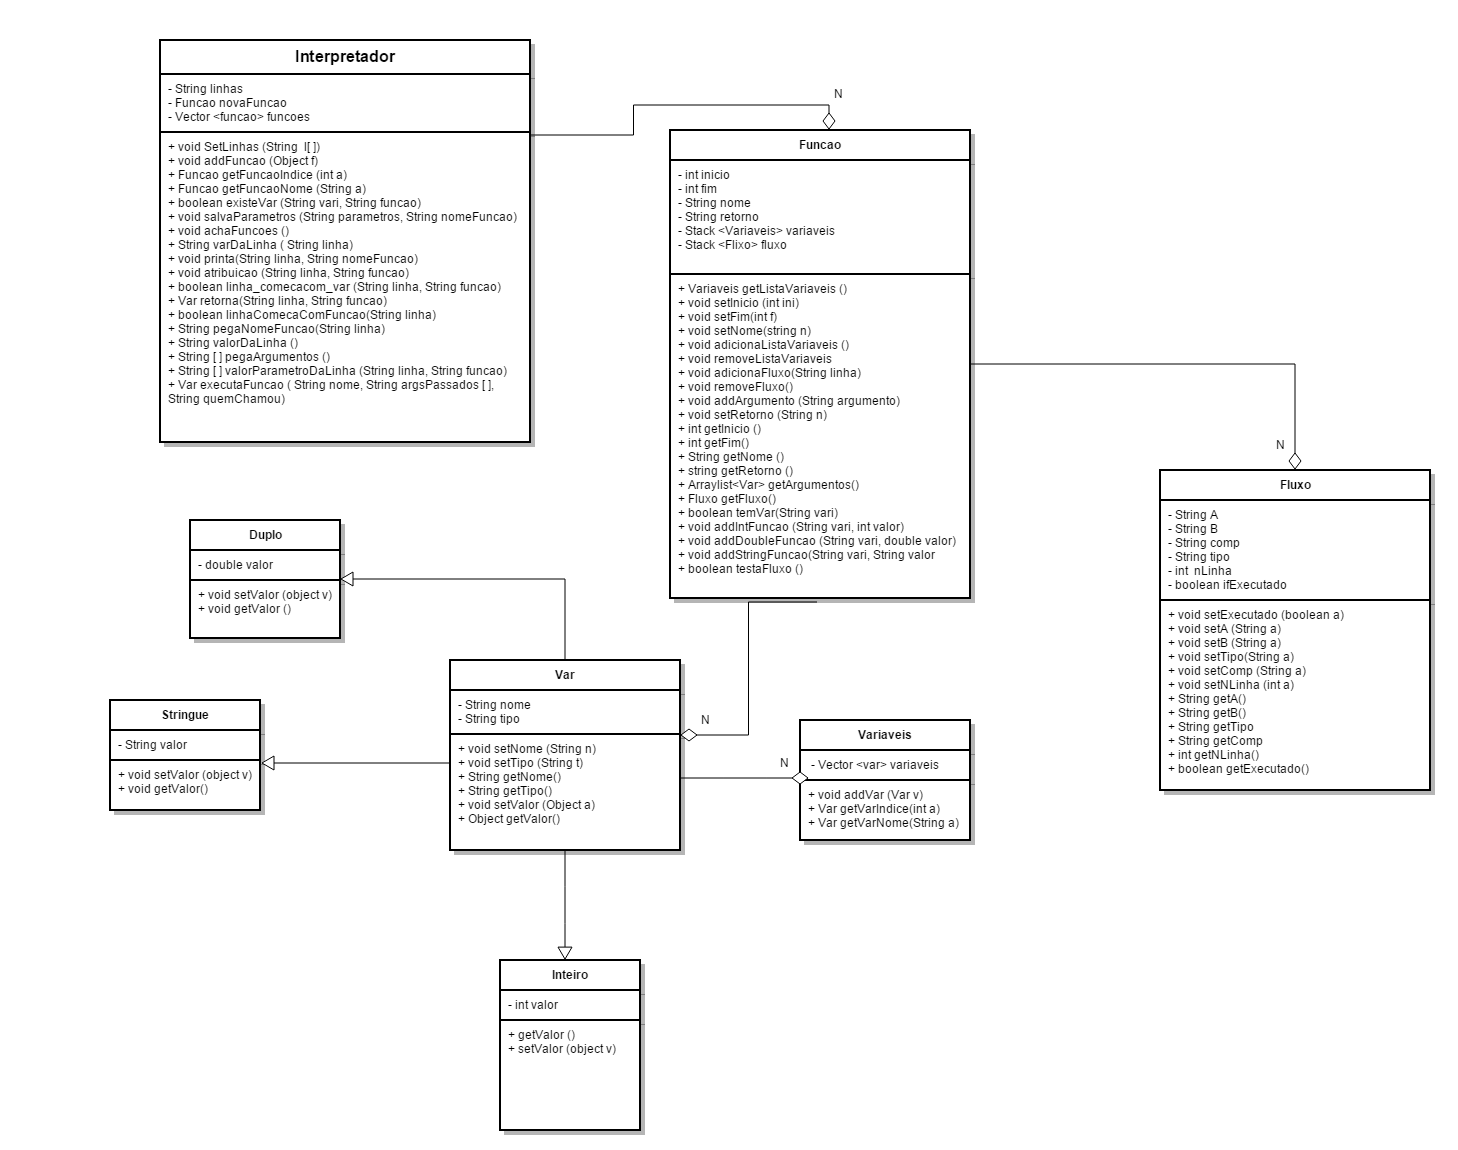 Interpretador
- String linhas
- Funcao novaFuncao
- Vector <funcao> funcoes
+ void SetLinhas (String  l[ ])
+ void addFuncao (Object f)
+ Funcao getFuncaoIndice (int a)
+ Funcao getFuncaoNome (String a)
+ boolean existeVar (String vari, String funcao)
+ void salvaParametros (String parametros, String nomeFuncao)
+ void achaFuncoes ()
+ String varDaLinha ( String linha)
+ void printa(String linha, String nomeFuncao)
+ void atribuicao (String linha, String funcao)
+ boolean linha_comecacom_var (String linha, String funcao)
+ Var retorna(String linha, String funcao)
+ boolean linhaComecaComFuncao(String linha)
+ String pegaNomeFuncao(String linha)
+ String valorDaLinha ()
+ String [ ] pegaArgumentos ()
+ String [ ] valorParametroDaLinha (String linha, String funcao)
+ Var executaFuncao ( String nome, String argsPassados [ ],
String quemChamou)
N
Funcao
- int inicio
- int fim
- String nome
- String retorno
- Stack <Variaveis> variaveis
- Stack <Flixo> fluxo
+ Variaveis getListaVariaveis ()
+ void setInicio (int ini)
+ void setFim(int f)
+ void setNome(string n)
+ void adicionaListaVariaveis ()
+ void removeListaVariaveis
+ void adicionaFluxo(String linha)
+ void removeFluxo()
+ void addArgumento (String argumento)
+ void setRetorno (String n)
+ int getInicio ()
+ int getFim()
+ String getNome ()
+ string getRetorno ()
+ Arraylist<Var> getArgumentos()
+ Fluxo getFluxo()
+ boolean temVar(String vari)
+ void addIntFuncao (String vari, int valor)
+ void addDoubleFuncao (String vari, double valor)
+ void addStringFuncao(String vari, String valor
+ boolean testaFluxo ()
N
Fluxo
- String A
- String B
- String comp
- String tipo
- int  nLinha
- boolean ifExecutado
+ void setExecutado (boolean a)
+ void setA (String a)
+ void setB (String a)
+ void setTipo(String a)
+ void setComp (String a)
+ void setNLinha (int a)
+ String getA()
+ String getB()
+ String getTipo
+ String getComp
+ int getNLinha()
+ boolean getExecutado()
Duplo
- double valor
+ void setValor (object v)
+ void getValor ()
Stringue
- String valor
+ void setValor (object v)
+ void getValor()
Var
- String nome
- String tipo
+ void setNome (String n)
+ void setTipo (String t)
+ String getNome()
+ String getTipo()
+ void setValor (Object a)
+ Object getValor()
N
N
Variaveis
- Vector <var> variaveis
+ void addVar (Var v)
+ Var getVarIndice(int a)
+ Var getVarNome(String a)
Inteiro
- int valor
+ getValor ()
+ setValor (object v)